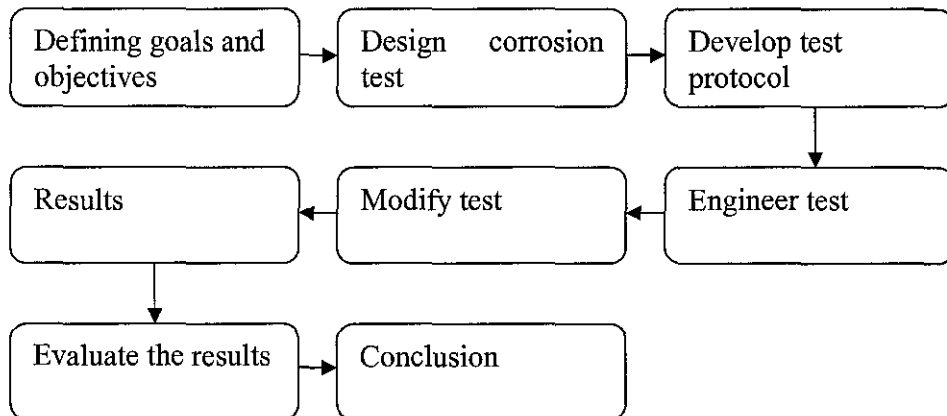 Defining goals and
objectives
Design corrosion
test
Develop test
protocol
Engineer test
Modify test
Results
Evaluate the results
Conclusion